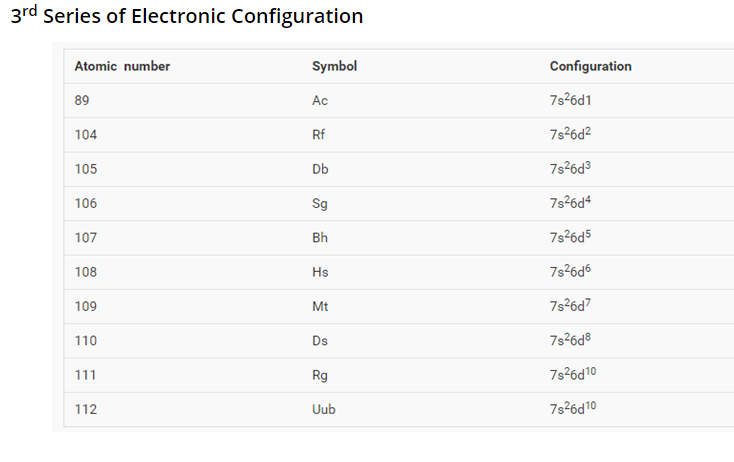 3rd Series of Electronic Configuration
Atomic number Symbol Configuration
89 Ac 7s²6d1
104 Rf 7s²6d²
105 Db 7s²6d³
106 Sg 7s²6d⁴
107 Bh 7s²6d⁵
108 Hs 7s²6d⁶
109 Mt 7s²6d⁷
110 Ds 7s²6d⁸
111 Rg 7s²6d¹⁰
112 Uub 7s²6d¹⁰